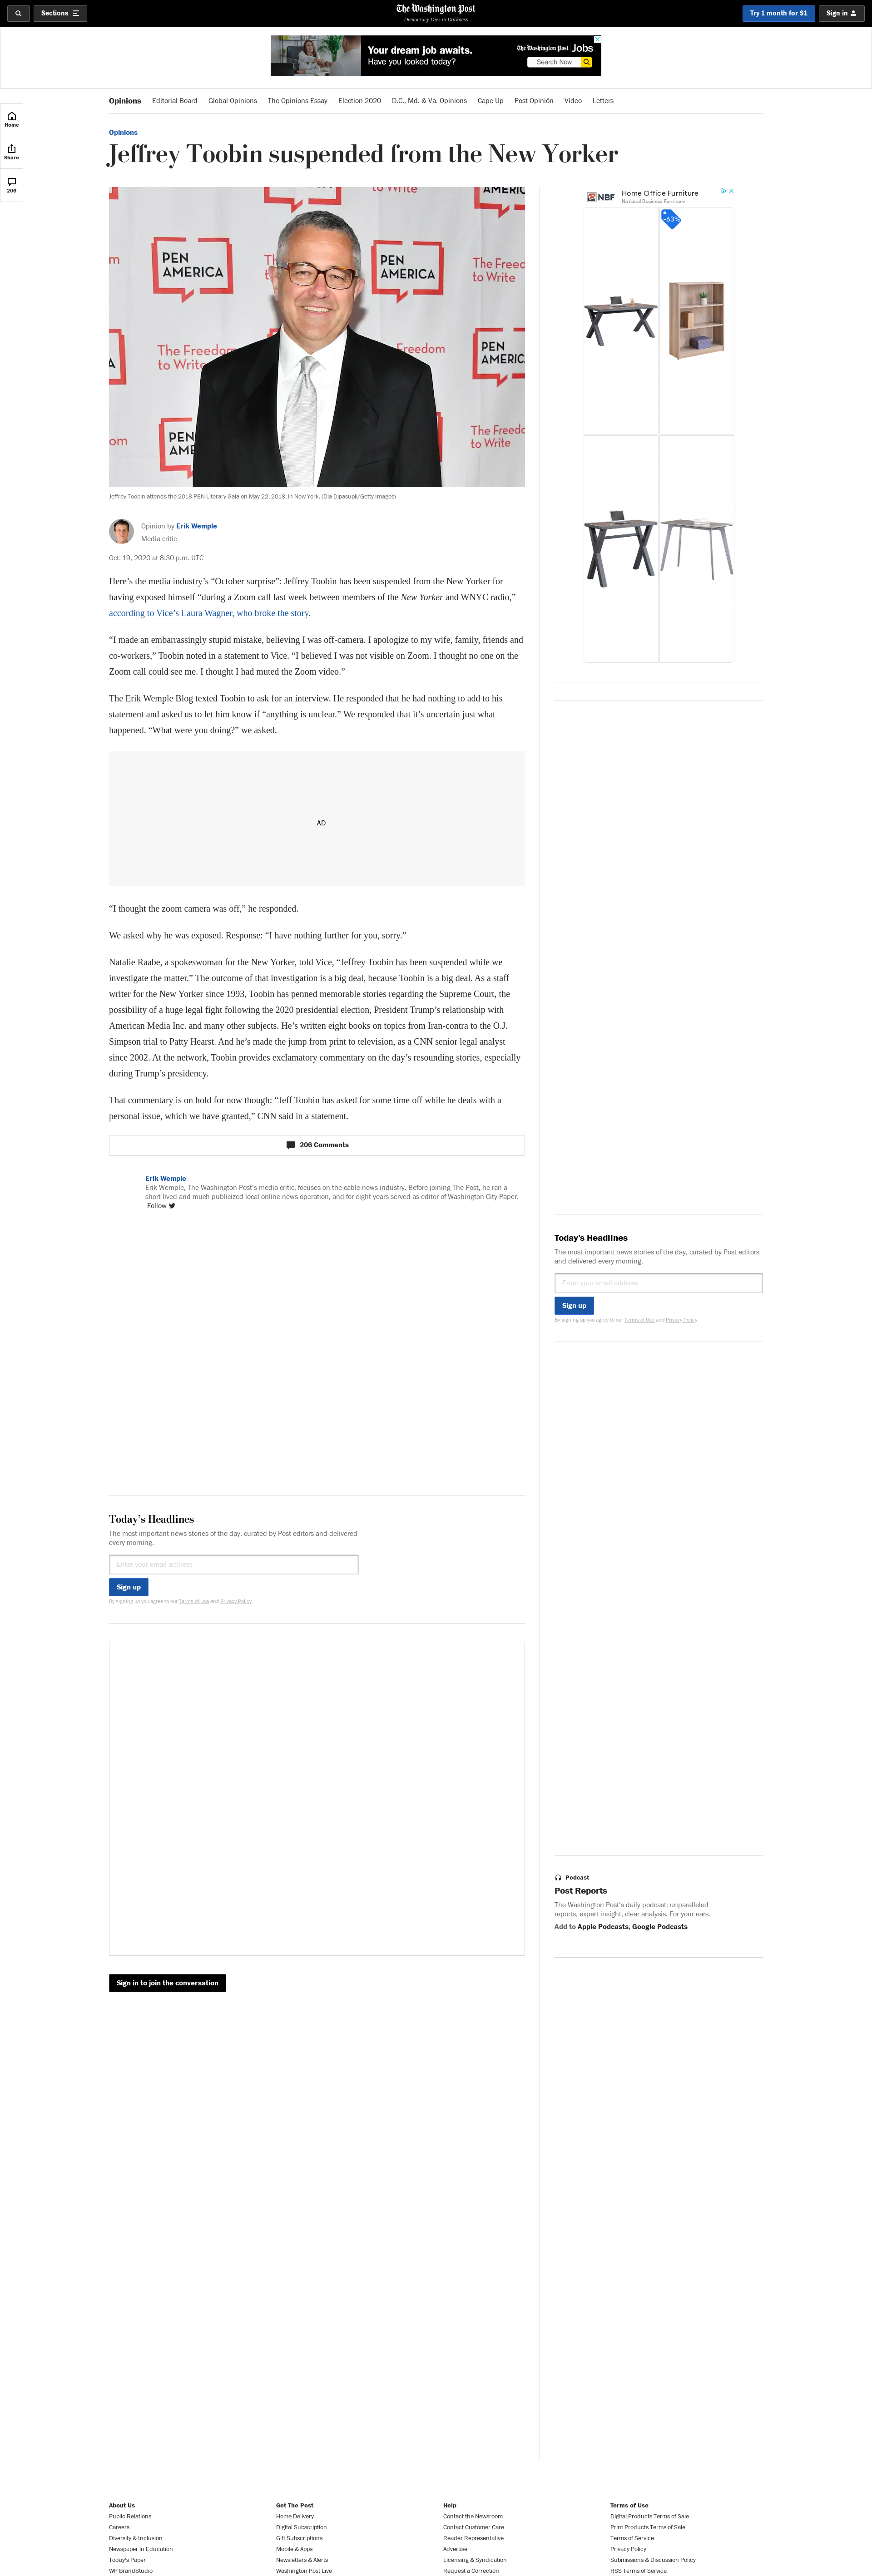 Sections
The Washington Post
Democracy Dies in Darkness
Try 1 month for $1
Sign in
Your dream job awaits.
Have you looked today?
The Washington Post Jobs
Search Now
Home
Share
206
Opinions Editorial Board Global Opinions The Opinions Essay Election 2020 D.C., Md. & Va. Opinions Cape Up Post Opinión Video Letters
Opinions
Jeffrey Toobin suspended from the New Yorker
PEN
AMERICA
The Freedom
to Write
PEN
AMERICA
Jeffrey Toobin attends the 2018 PEN Literary Gala on May 22, 2018, in New York. (Dia Dipasupil/Getty Images)
Opinion by Erik Wemple
Media critic
Oct. 19, 2020 at 8:30 p.m. UTC
Here’s the media industry’s “October surprise”: Jeffrey Toobin has been suspended from the New Yorker for
having exposed himself “during a Zoom call last week between members of the New Yorker and WNYC radio,”
according to Vice’s Laura Wagner, who broke the story.
“I made an embarrassingly stupid mistake, believing I was off-camera. I apologize to my wife, family, friends and
co-workers,” Toobin noted in a statement to Vice. “I believed I was not visible on Zoom. I thought no one on the
Zoom call could see me. I thought I had muted the Zoom video.”
The Erik Wemple Blog texted Toobin to ask for an interview. He responded that he had nothing to add to his
statement and asked us to let him know if “anything is unclear.” We responded that it’s uncertain just what
happened. “What were you doing?” we asked.
AD
“I thought the zoom camera was off,” he responded.
We asked why he was exposed. Response: “I have nothing further for you, sorry.”
Natalie Raabe, a spokeswoman for the New Yorker, told Vice, “Jeffrey Toobin has been suspended while we
investigate the matter.” The outcome of that investigation is a big deal, because Toobin is a big deal. As a staff
writer for the New Yorker since 1993, Toobin has penned memorable stories regarding the Supreme Court, the
possibility of a huge legal fight following the 2020 presidential election, President Trump’s relationship with
American Media Inc. and many other subjects. He’s written eight books on topics from Iran-contra to the O.J.
Simpson trial to Patty Hearst. And he’s made the jump from print to television, as a CNN senior legal analyst
since 2002. At the network, Toobin provides exclamatory commentary on the day’s resounding stories, especially
during Trump’s presidency.
That commentary is on hold for now though: “Jeff Toobin has asked for some time off while he deals with a
personal issue, which we have granted,” CNN said in a statement.
206 Comments
Erik Wemple
Erik Wemple, The Washington Post’s media critic, focuses on the cable-news industry. Before joining The Post, he ran a
short-lived and much publicized local online news operation, and for eight years served as editor of Washington City Paper.
Follow
Today’s Headlines
The most important news stories of the day, curated by Post editors and delivered
every morning.
Enter your email address
Sign up
By signing up you agree to our Terms of Use and Privacy Policy
Sign in to join the conversation
NBF
Home Office Furniture
National Business Furniture
-63%
Today’s Headlines
The most important news stories of the day, curated by Post editors
and delivered every morning.
Enter your email address
Sign up
By signing up you agree to our Terms of Use and Privacy Policy
Podcast
Post Reports
The Washington Post’s daily podcast: unparalleled
reports, expert insight, clear analysis. For your ears.
Add to Apple Podcasts, Google Podcasts
About Us
Public Relations
Careers
Diversity & Inclusion
Newspaper in Education
Today’s Paper
WP BrandStudio
Get The Post
Home Delivery
Digital Subscription
Gift Subscriptions
Mobile & Apps
Newsletters & Alerts
Washington Post Live
Help
Contact the Newsroom
Contact Customer Care
Reader Representative
Advertise
Licensing & Syndication
Request a Correction
Terms of Use
Digital Products Terms of Sale
Print Products Terms of Sale
Terms of Service
Privacy Policy
Submissions & Discussion Policy
RSS Terms of Service